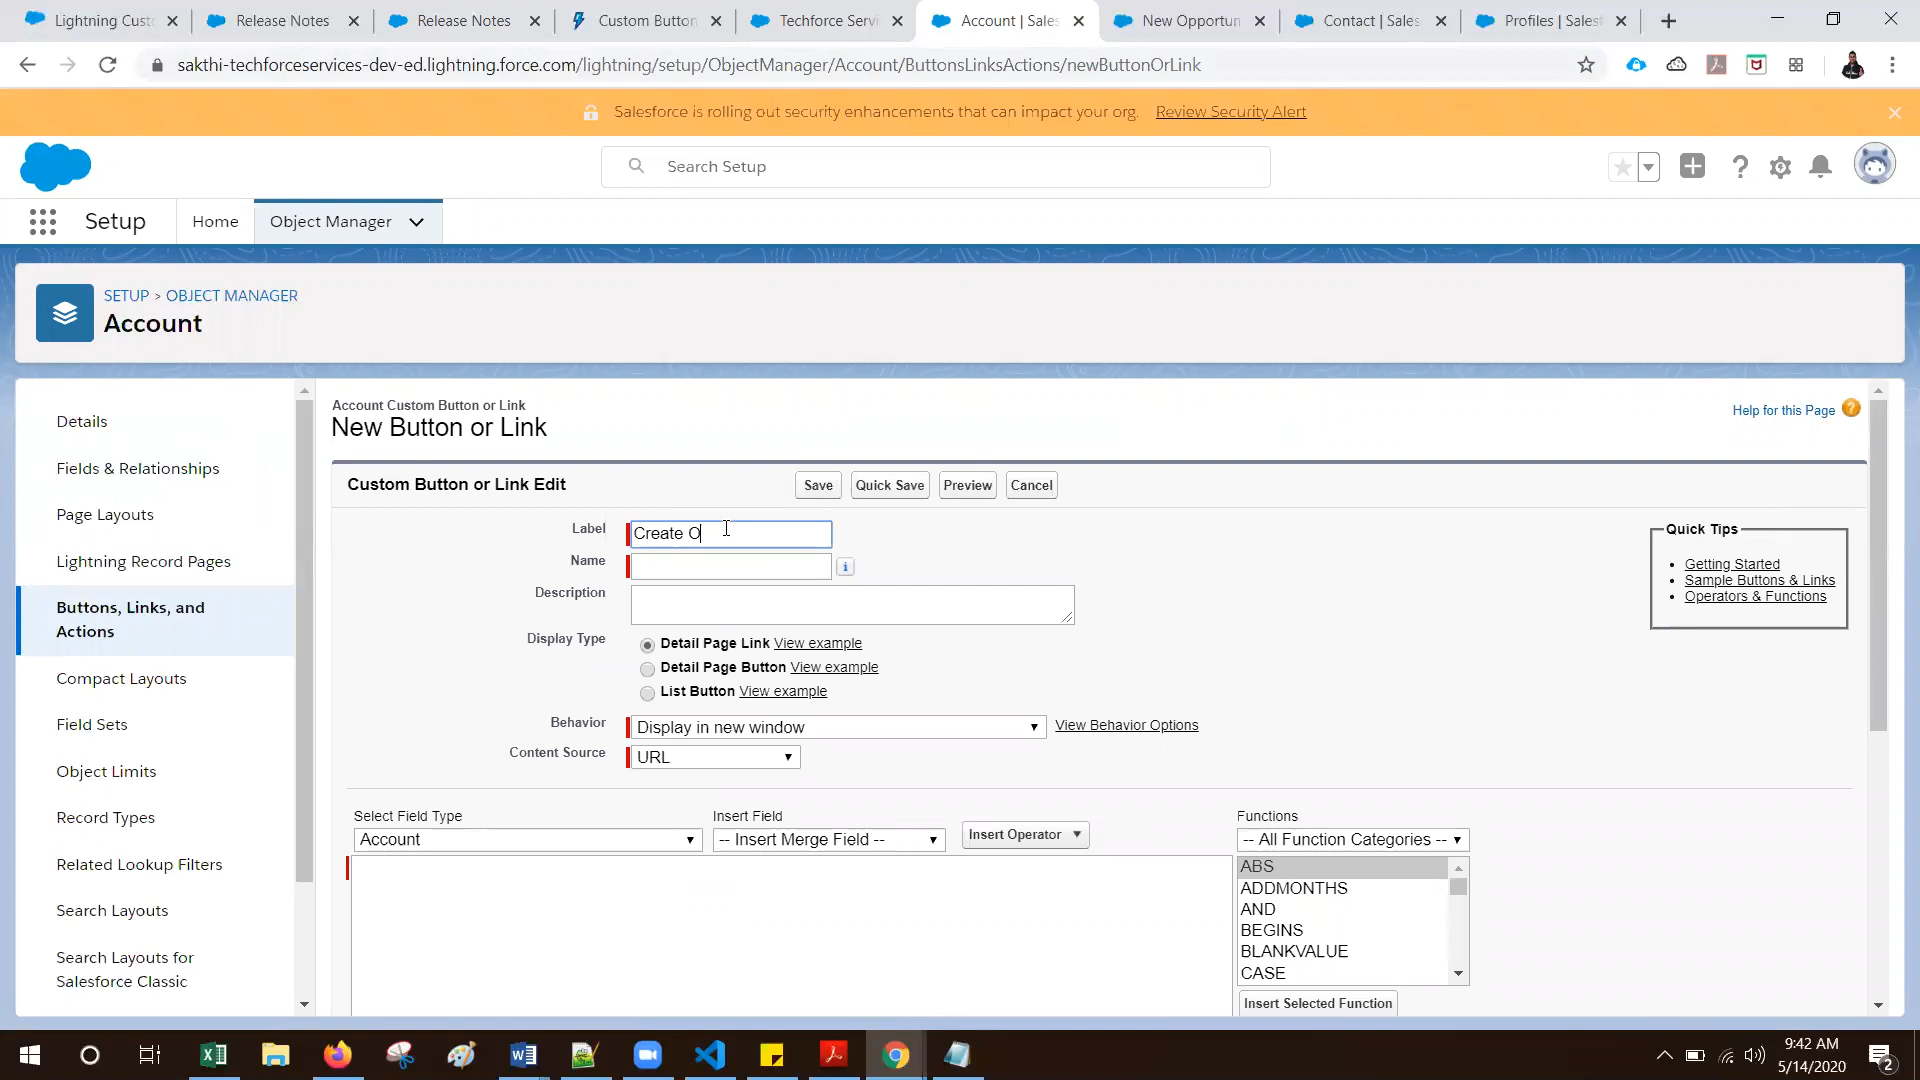 Lightning Cust
Release Notes
Release Notes
Custom Button
Techforce Servi
Account | Sales
New Opportun
Contact | Sales
Profiles | Salesf
sakthi-techforceservices-dev-ed.lightning.force.com/lightning/setup/ObjectManager/Account/ButtonsLinksActions/newButtonOrLink
Salesforce is rolling out security enhancements that can impact your org. Review Security Alert
Search Setup
Setup
Home
Object Manager
SETUP > OBJECT MANAGER
Account
Details
Fields & Relationships
Page Layouts
Lightning Record Pages
Buttons, Links, and
Actions
Compact Layouts
Field Sets
Object Limits
Record Types
Related Lookup Filters
Search Layouts
Search Layouts for
Salesforce Classic
Account Custom Button or Link
New Button or Link
Help for this Page
Custom Button or Link Edit
Save
Quick Save
Preview
Cancel
Label
Create O
Name
Description
Display Type
Detail Page Link View example
Detail Page Button View example
List Button View example
Behavior
Display in new window
View Behavior Options
Content Source
URL
Quick Tips
Getting Started
Sample Buttons & Links
Operators & Functions
Select Field Type
Account
Insert Field
-- Insert Merge Field --
Insert Operator
Functions
-- All Function Categories --
ABS
ADDMONTHS
AND
BEGINS
BLANKVALUE
CASE
Insert Selected Function
9:42 AM
5/14/2020
2